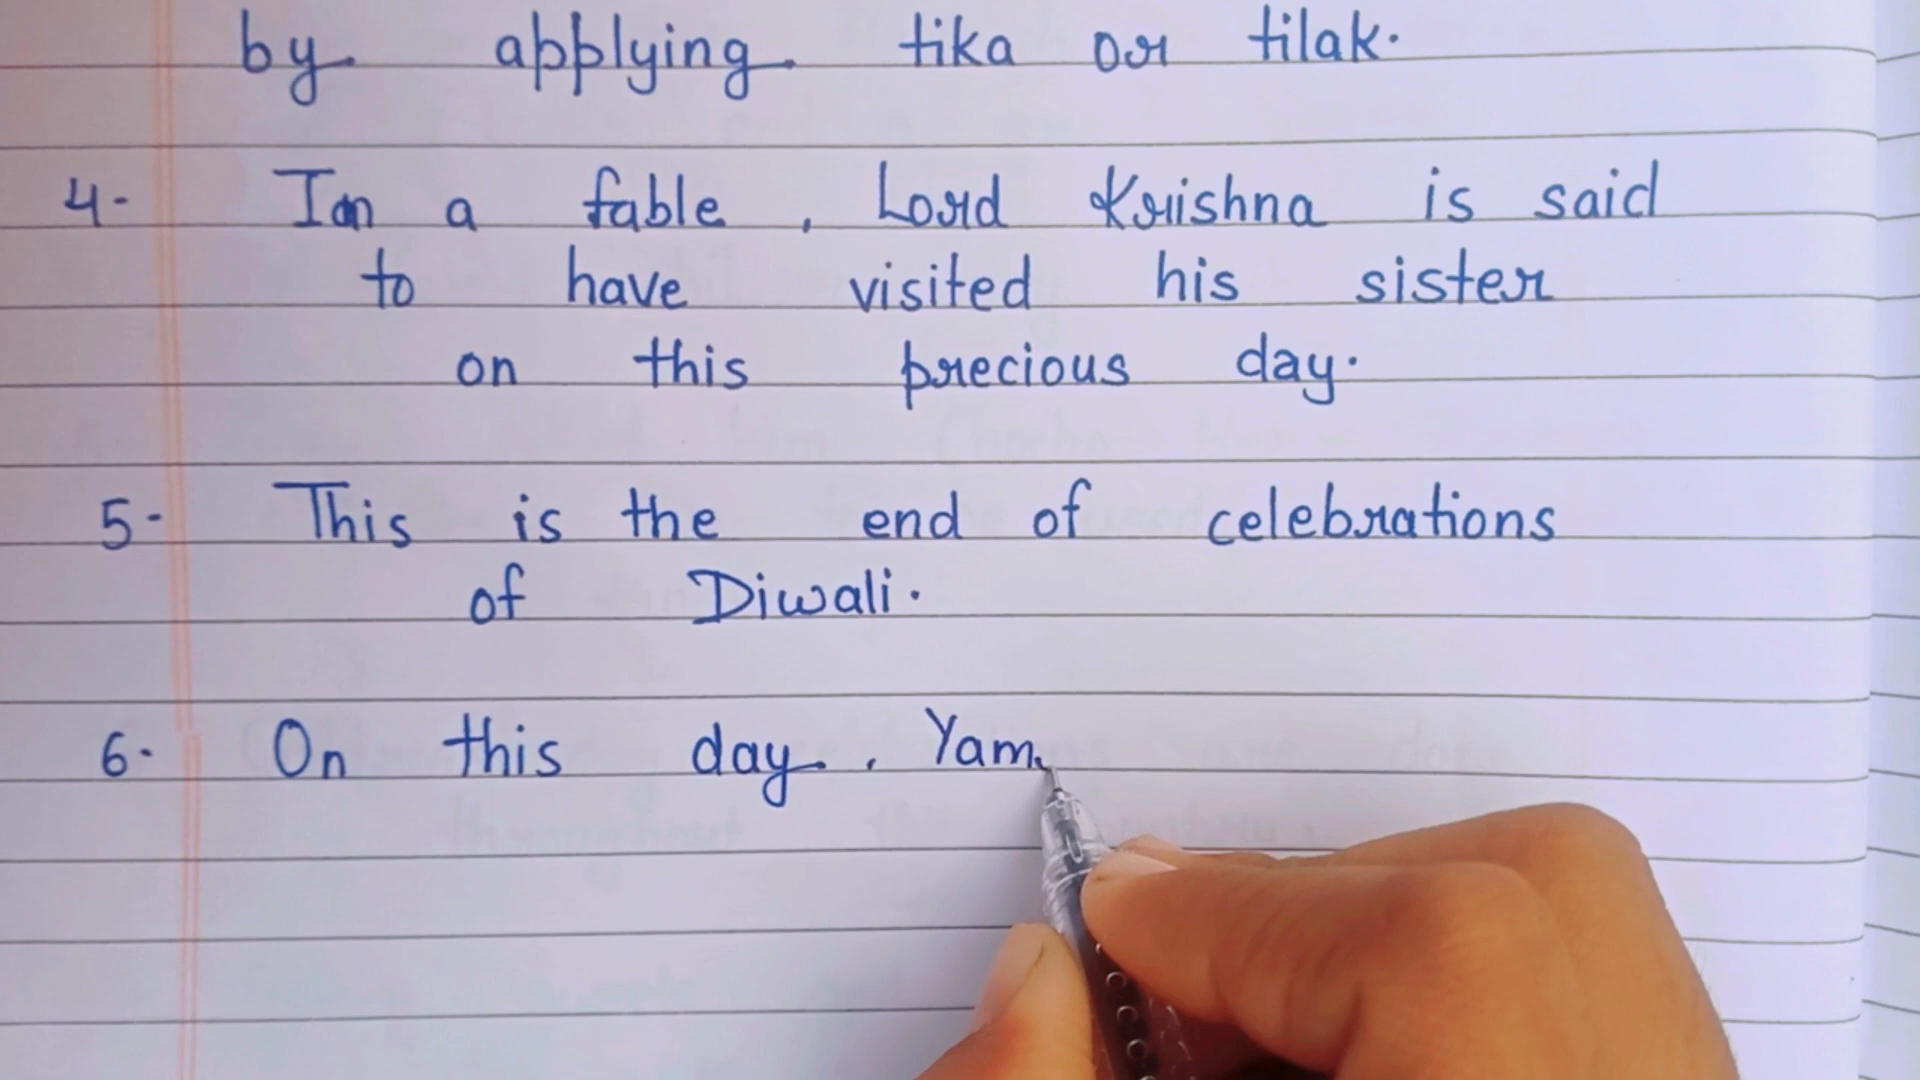 by applying tika or tilak.
4- In a fable, Lord Krishna is said
to have visited his sister
on this precious day.
5- This is the end of celebrations
of Diwali.
6- On this day, Yam